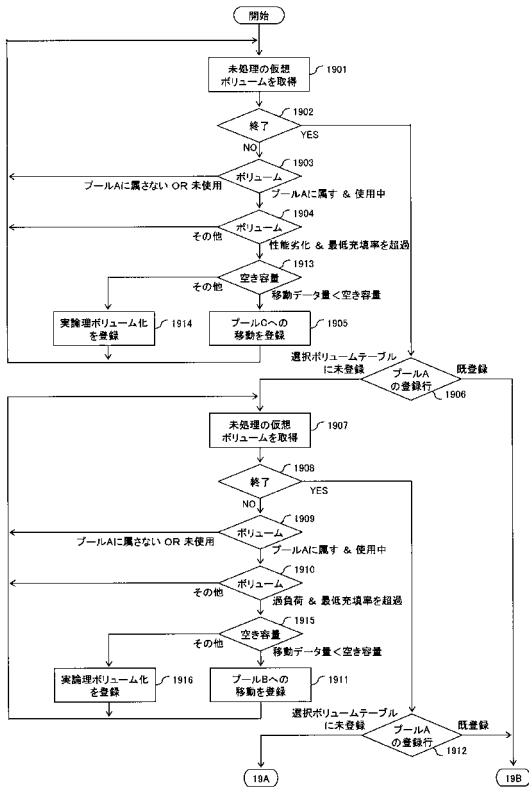 開始
未処理の仮想
ボリュームを取得
1901
1902
終了
YES
NO
1903
ボリューム
プールAに属さない OR 未使用
プールAに属す & 使用中
1904
ボリューム
その他
性能劣化 & 最低充填率を超過
1913
空き容量
その他
移動データ量<空き容量
実論理ボリューム化
を登録
1914
プールCへの
移動を登録
1905
選択ボリュームテーブル
に未登録
プールA
の登録行
既登録
1906
未処理の仮想
ボリュームを取得
1907
1908
終了
YES
NO
1909
ボリューム
プールAに属さない OR 未使用
プールAに属す & 使用中
1910
ボリューム
その他
過負荷 & 最低充填率を超過
1915
空き容量
その他
移動データ量<空き容量
実論理ボリューム化
を登録
1916
プールBへの
移動を登録
1911
選択ボリュームテーブル
に未登録
プールA
の登録行
既登録
1912
19A
19B